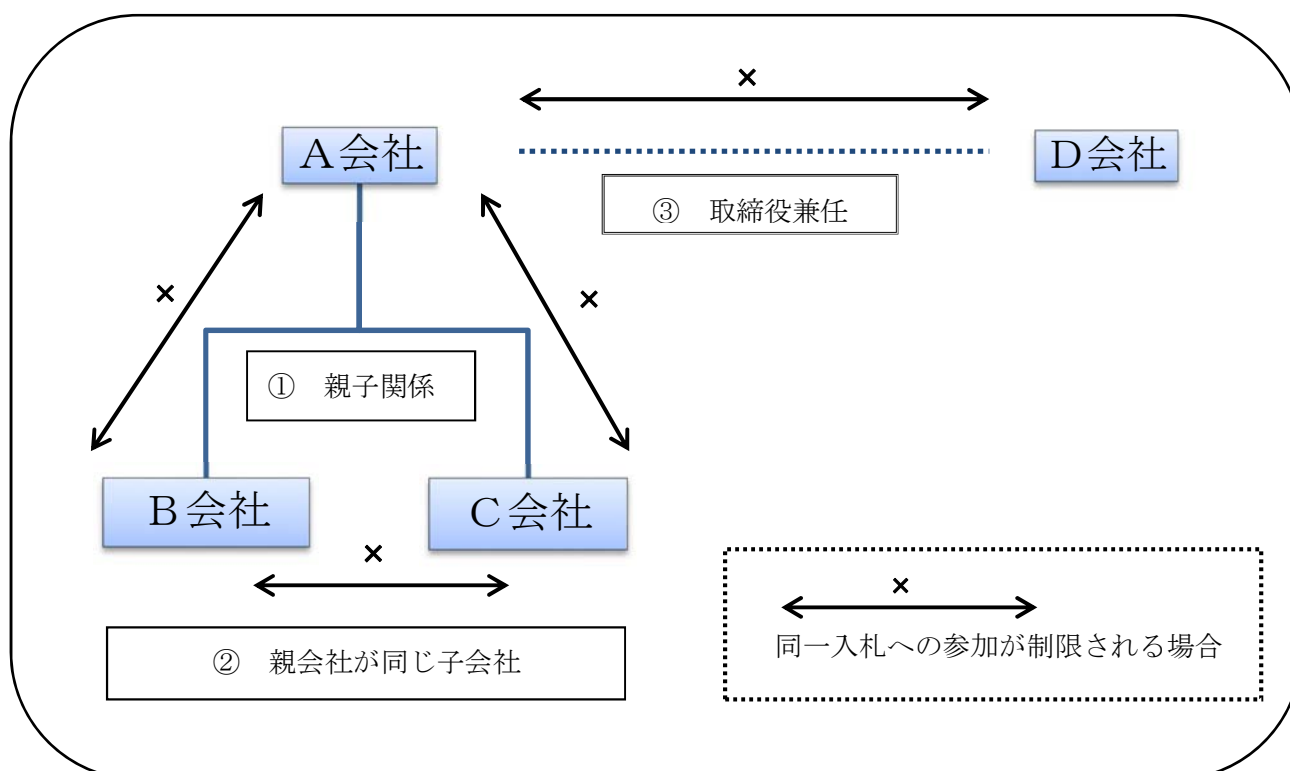 ×
A会社
D会社
③ 取締役兼任
×
×
① 親子関係
B会社
C会社
×
② 親会社が同じ子会社
×
同一入札への参加が制限される場合